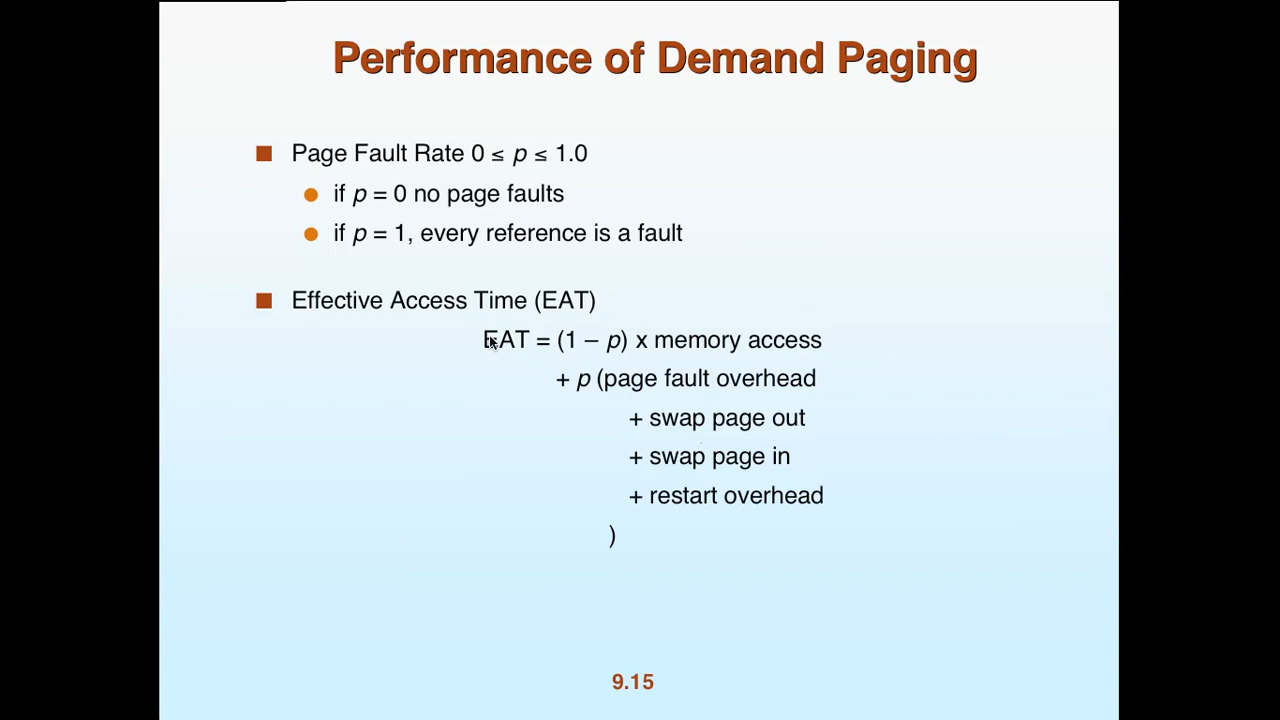 Performance of Demand Paging
Page Fault Rate 0 ≤ p ≤ 1.0
if p = 0 no page faults
if p = 1, every reference is a fault
Effective Access Time (EAT)
EAT = (1 – p) x memory access
+ p (page fault overhead
+ swap page out
+ swap page in
+ restart overhead
)
9.15